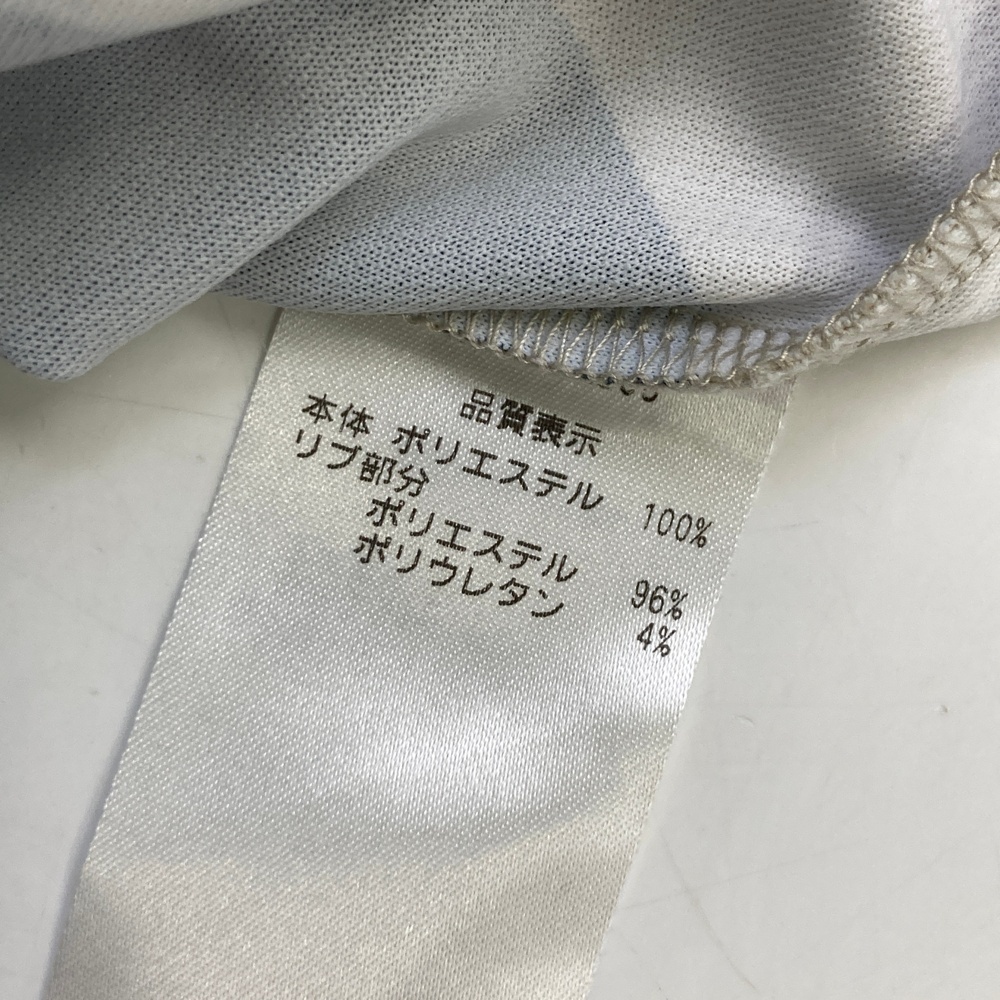 品質表示
本体 ポリエステル 100%
リブ部分
ポリエステル 96%
ポリウレタン 4%